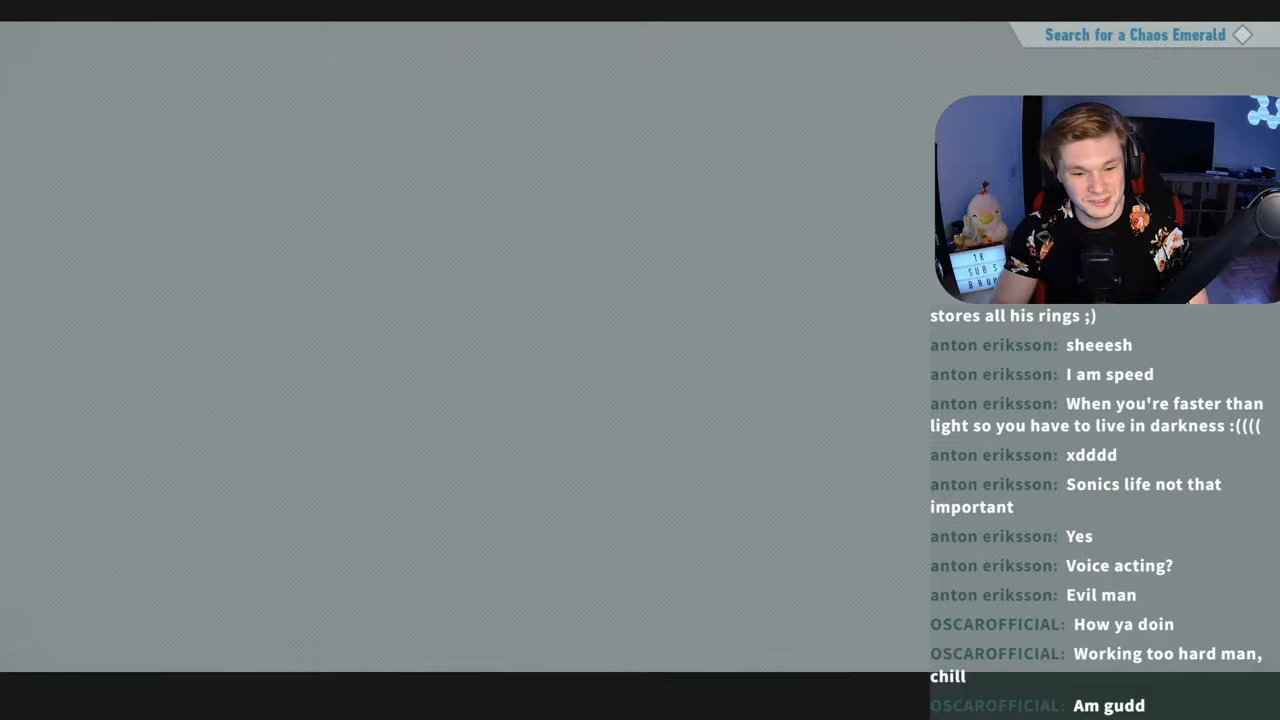 Search for a Chaos Emerald
1K
SUBS
BRUH
stores all his rings ;)
anton eriksson: sheeesh
anton eriksson: I am speed
anton eriksson: When you're faster than
light so you have to live in darkness :((((
anton eriksson: xdddd
anton eriksson: Sonics life not that
important
anton eriksson: Yes
anton eriksson: Voice acting?
anton eriksson: Evil man
OSCAROFFICIAL: How ya doin
OSCAROFFICIAL: Working too hard man,
chill
OSCAROFFICIAL: Am gudd